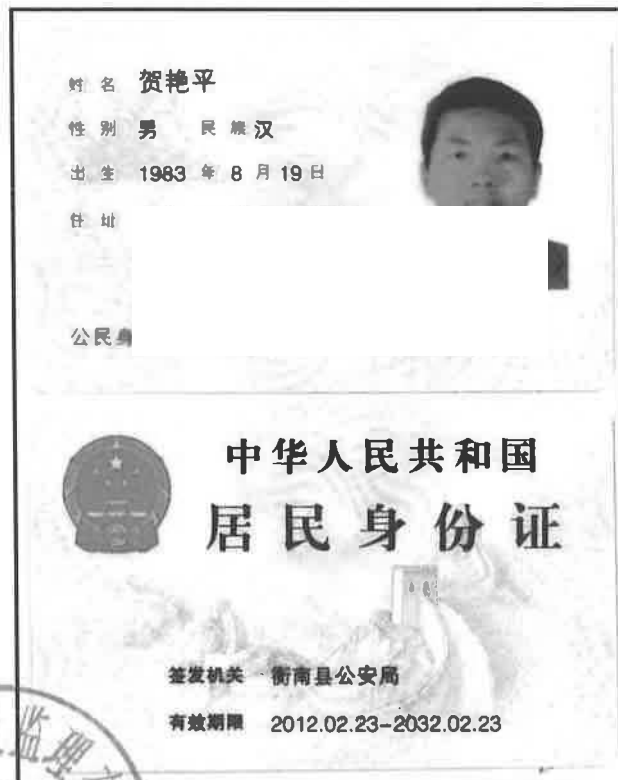 姓名 贺艳平
性别 男 民族 汉
出生 1983 年 8 月 19 日
住址
公民身
中华人民共和国
居民身份证
签发机关 衡南县公安局
有效期限 2012.02.23-2032.02.23
监理